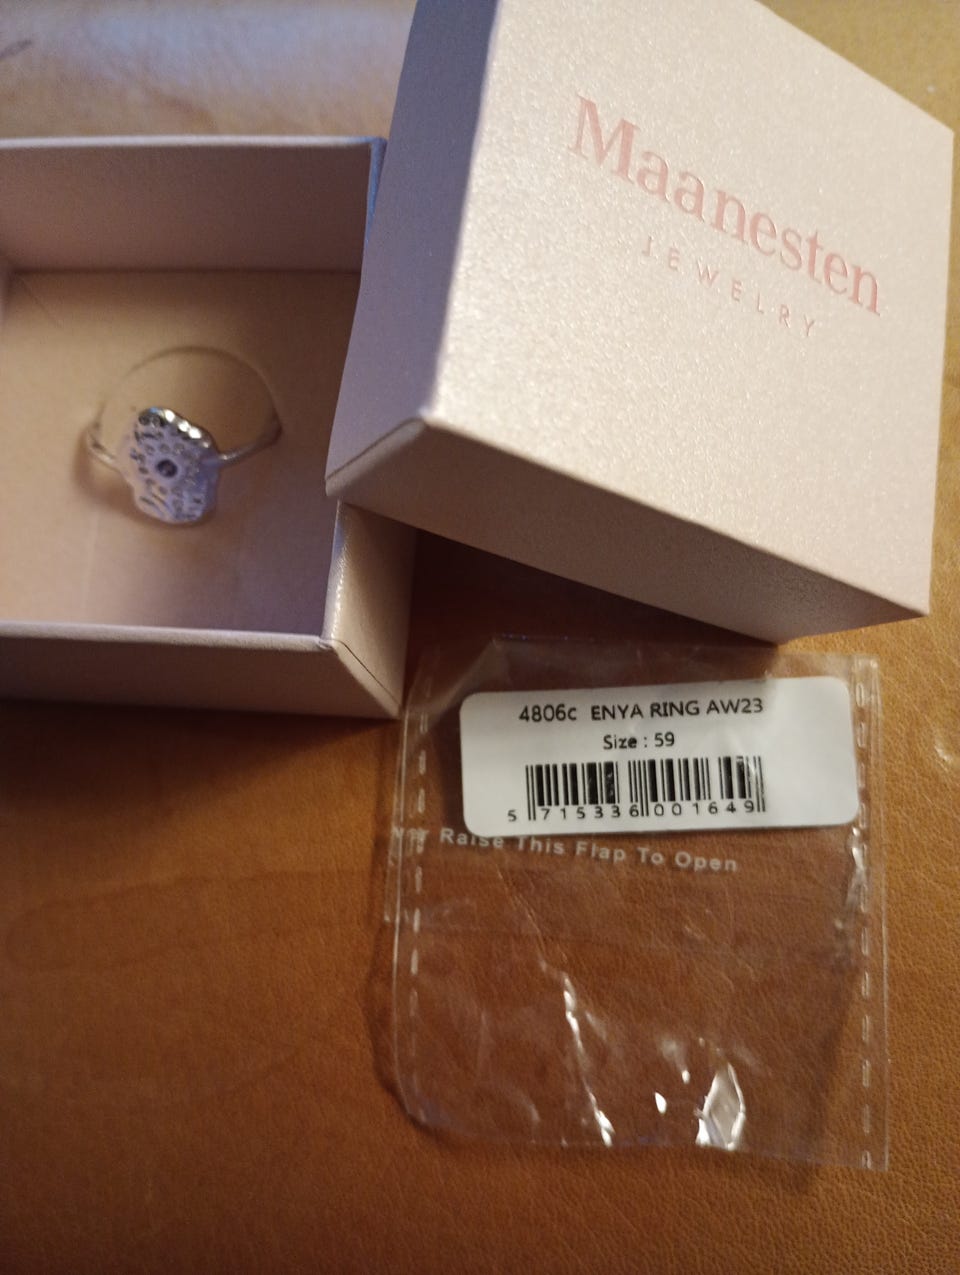 Maanesten
JEWELRY
4806c ENYA RING AW23
Size : 59
5 715336 001649
Raise This Flap To Open